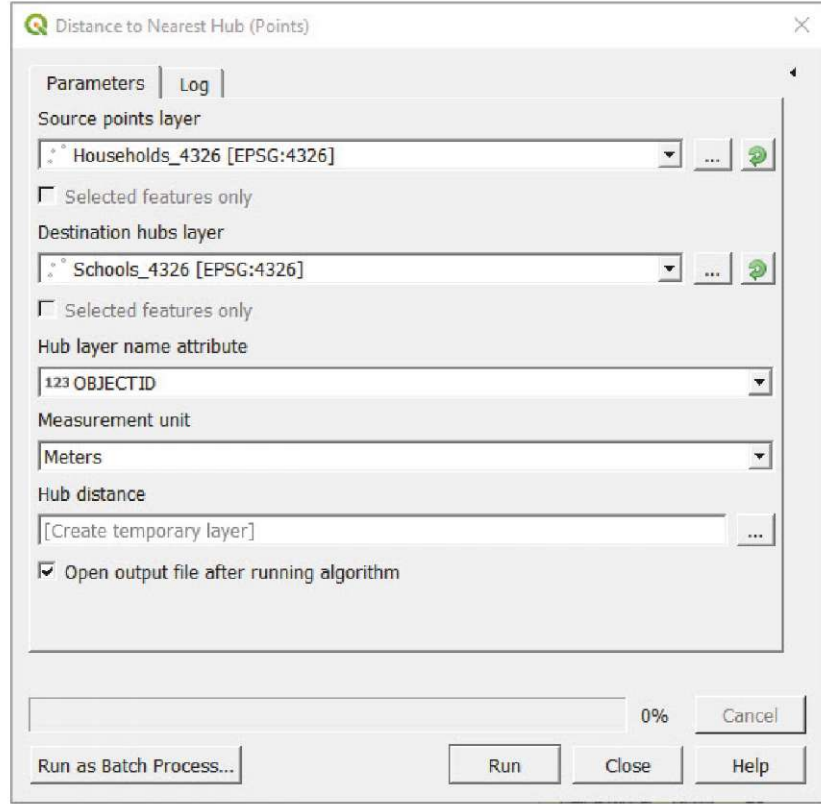 Distance to Nearest Hub (Points)
Parameters
Log
Source points layer
Households_4326 [EPSG:4326]
...
Selected features only
Destination hubs layer
Schools_4326 [EPSG:4326]
...
Selected features only
Hub layer name attribute
123 OBJECTID
Measurement unit
Meters
Hub distance
[Create temporary layer]
...
Open output file after running algorithm
0%
Cancel
Run as Batch Process...
Run
Close
Help